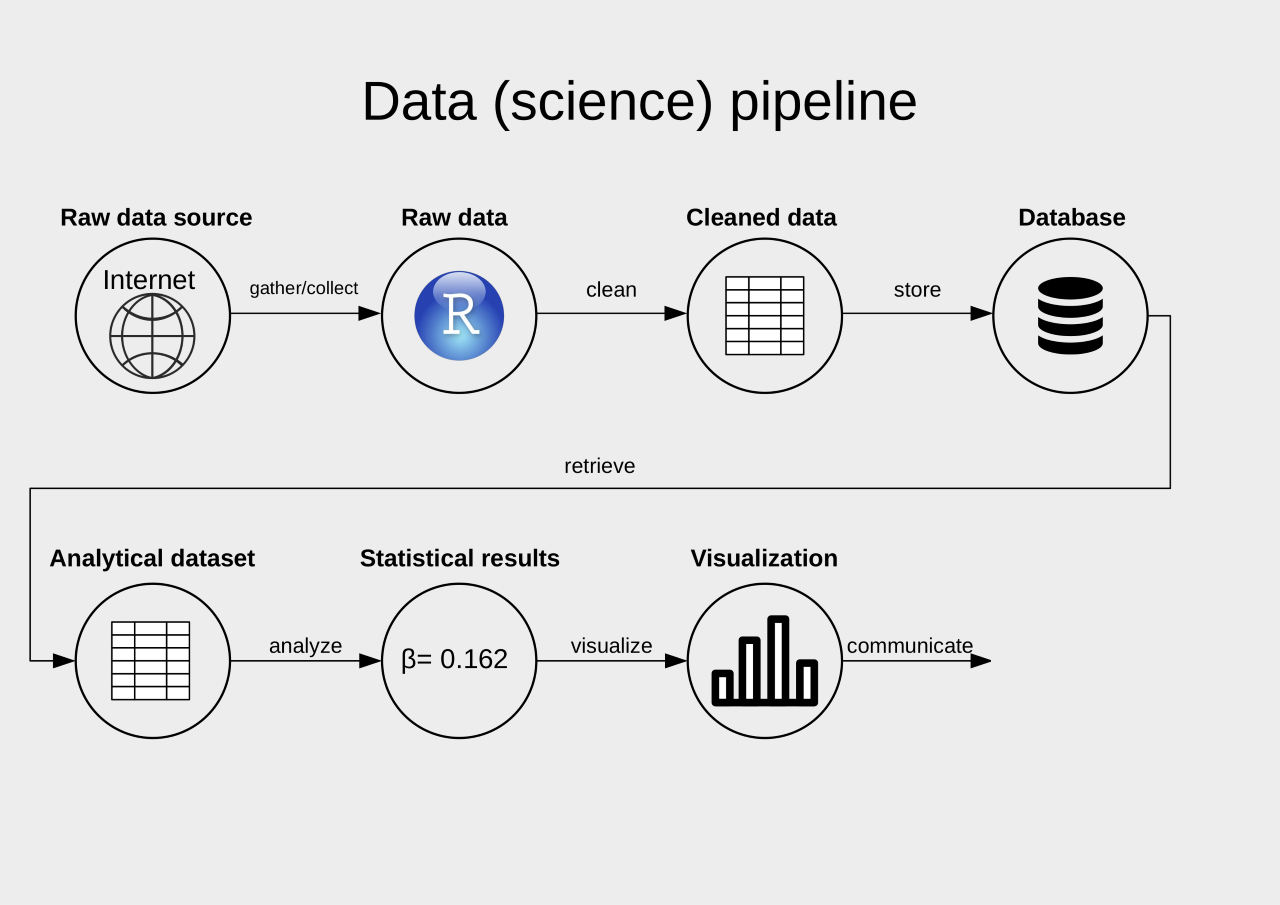 Data (science) pipeline
Raw data source
Raw data
Cleaned data
Database
Internet
gather/collect
R
clean
store
retrieve
Analytical dataset
Statistical results
Visualization
analyze
β= 0.162
visualize
communicate